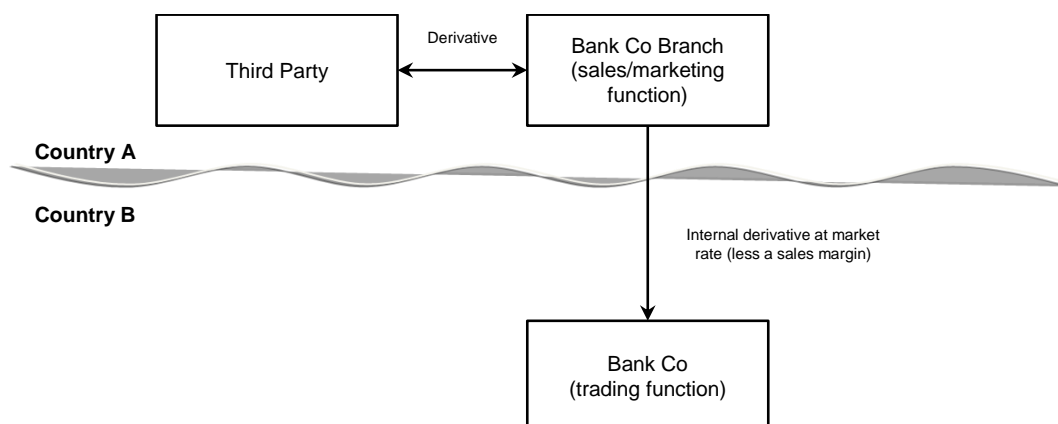 Derivative
Third Party
Bank Co Branch
(sales/marketing
function)
Country A
Country B
Internal derivative at market
rate (less a sales margin)
Bank Co
(trading function)